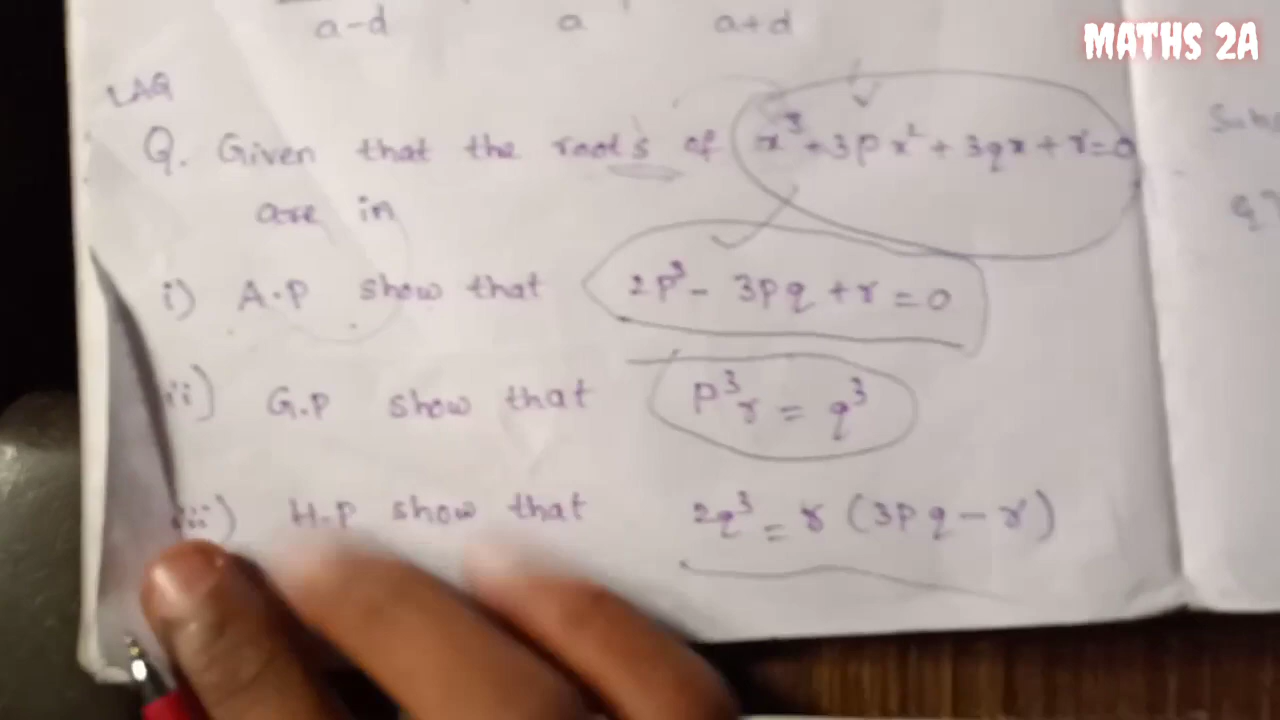 a-d a a+d
MATHS 2A
LAQ
Q. Given that the roots of x³+3px²+3qx+r=0
are in
i) A.P show that 2p³- 3pq +r = 0
ii) G.P show that p³r = q³
iii) H.P show that 2q³ = r (3pq - r)